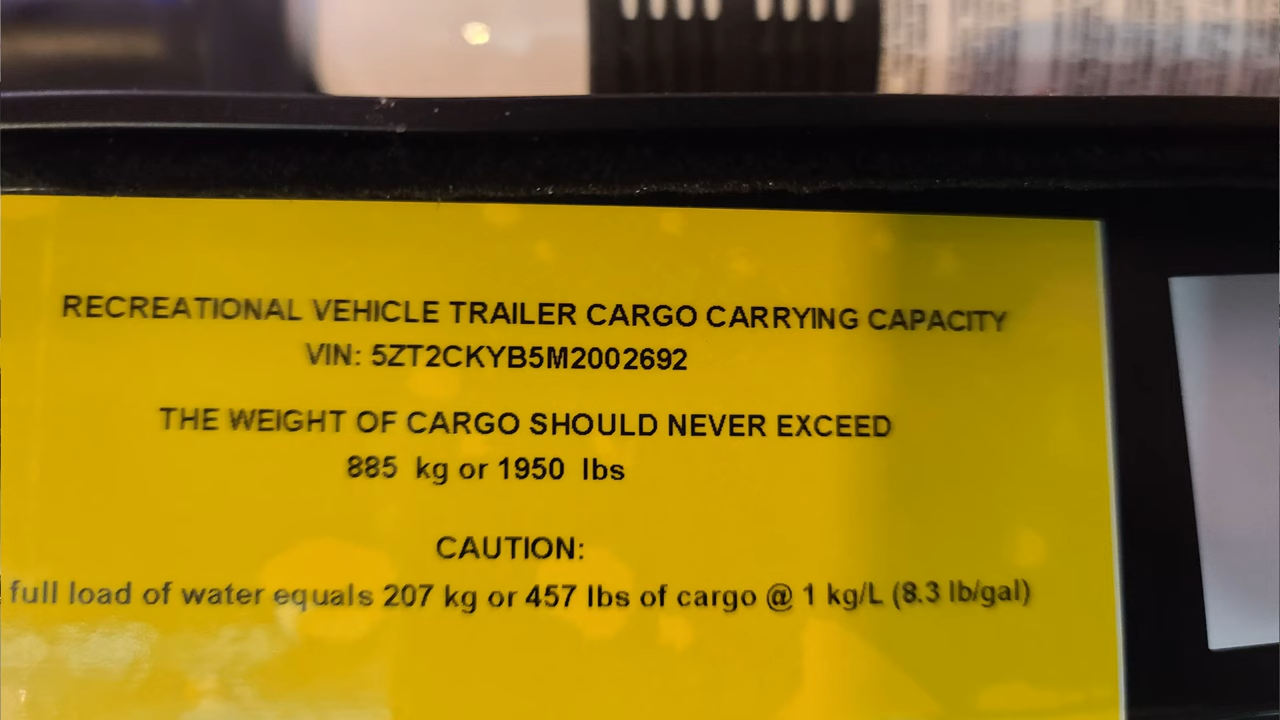 RECREATIONAL VEHICLE TRAILER CARGO CARRYING CAPACITY
VIN: 5ZT2CKYB5M2002692
THE WEIGHT OF CARGO SHOULD NEVER EXCEED
885 kg or 1950 lbs
CAUTION:
full load of water equals 207 kg or 457 lbs of cargo @ 1 kg/L (8.3 lb/gal)